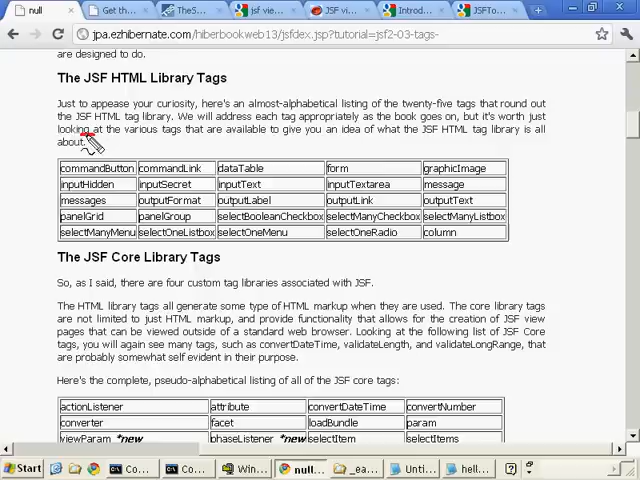 null
Get th
TheS
jsf vie
JSF vi
Introd
JSFTo
jpa.ezhibernate.com/hiberbookweb13/jsfdex.jsp?tutorial=jsf2-03-tags-
are designed to do.
The JSF HTML Library Tags
Just to appease your curiosity, here's an almost-alphabetical listing of the twenty-five tags that round out
the JSF HTML tag library. We will address each tag appropriately as the book goes on, but it's worth just
looking at the various tags that are available to give you an idea of what the JSF HTML tag library is all
about.
commandButton commandLink dataTable form graphicImage
inputHidden inputSecret inputText inputTextarea message
messages outputFormat outputLabel outputLink outputText
panelGrid panelGroup selectBooleanCheckbox selectManyCheckbox selectManyListbox
selectManyMenu selectOneListbox selectOneMenu selectOneRadio column
The JSF Core Library Tags
So, as I said, there are four custom tag libraries associated with JSF.
The HTML library tags all generate some type of HTML markup when they are used. The core library tags
are not limited to just HTML markup, and provide functionality that allows for the creation of JSF view
pages that can be viewed outside of a standard web browser. Looking at the following list of JSF Core
tags, you will again see many tags, such as convertDateTime, validateLength, and validateLongRange, that
are probably somewhat self evident in their purpose.
Here's the complete, pseudo-alphabetical listing of all of the JSF core tags:
actionListener attribute convertDateTime convertNumber
converter facet loadBundle param
viewParam *new phaseListener *new selectItem selectItems
Start
Co...
Co...
Win...
null...
_ea...
Unti...
hell...